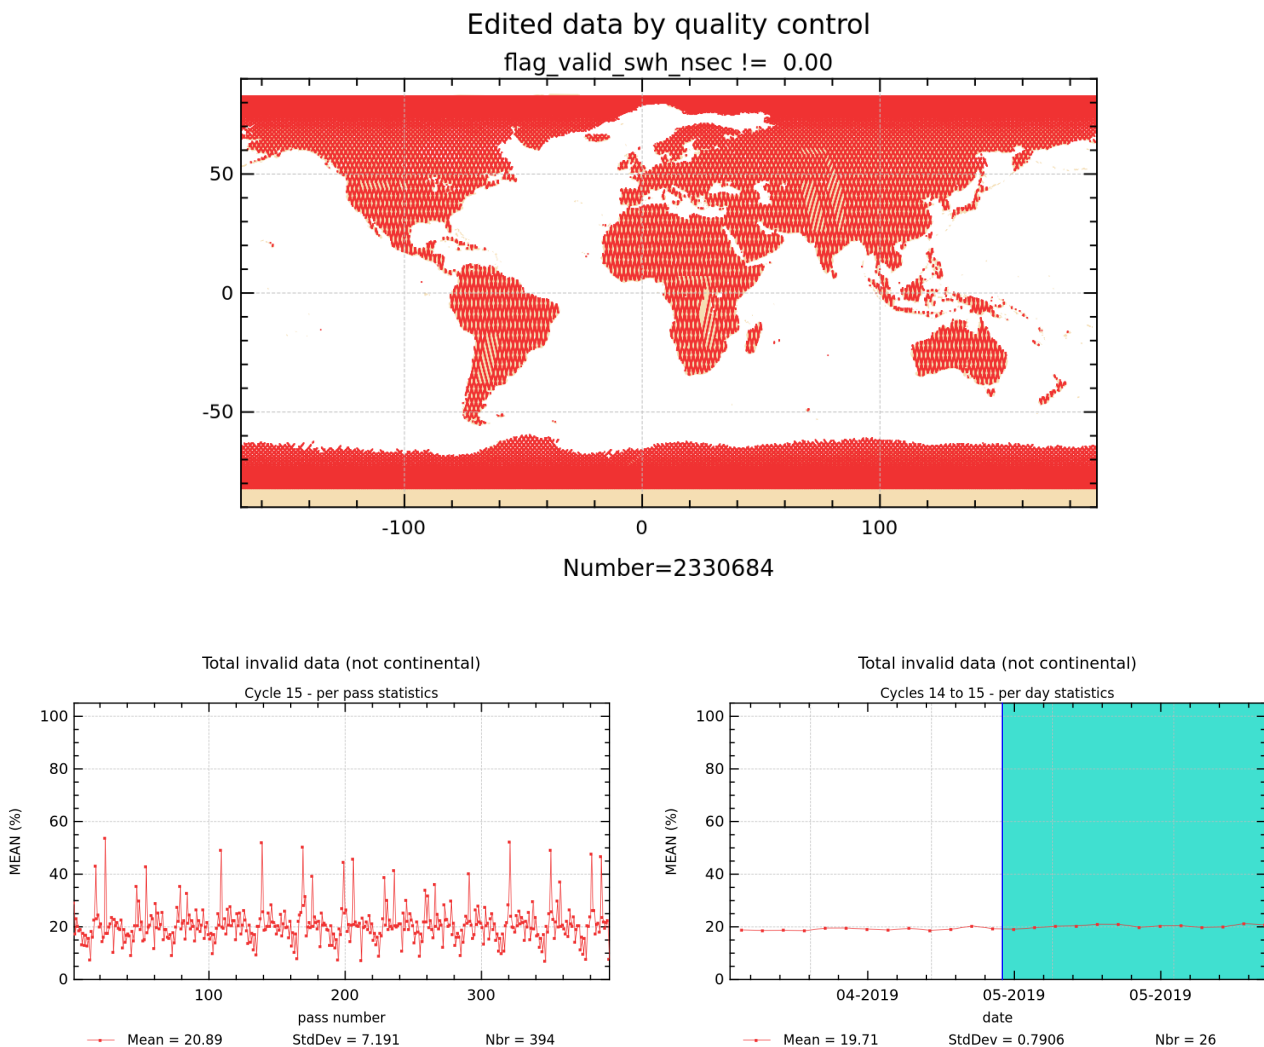 Edited data by quality control
flag_valid_swh_nsec !=  0.00
50
0
-50
-100
0
100
Number=2330684
Total invalid data (not continental)
Cycle 15 - per pass statistics
MEAN (%)
100
80
60
40
20
0
100
200
300
pass number
Mean = 20.89
StdDev = 7.191
Nbr = 394
Total invalid data (not continental)
Cycles 14 to 15 - per day statistics
MEAN (%)
100
80
60
40
20
0
04-2019
05-2019
05-2019
date
Mean = 19.71
StdDev = 0.7906
Nbr = 26